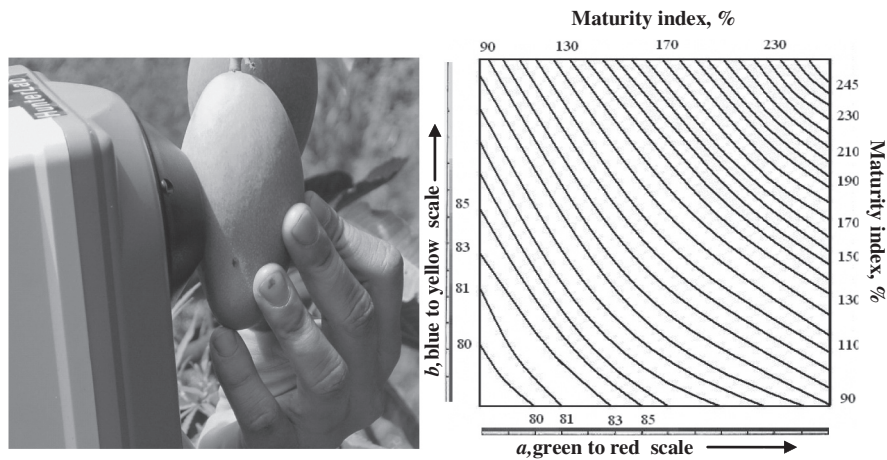 HunterLab
Maturity index, %
90 130 170 230
245
230
210
190
170
150
130
110
90
Maturity index, %
85
83
81
80
b,blue to yellow scale
80 81 83 85
a,green to red scale